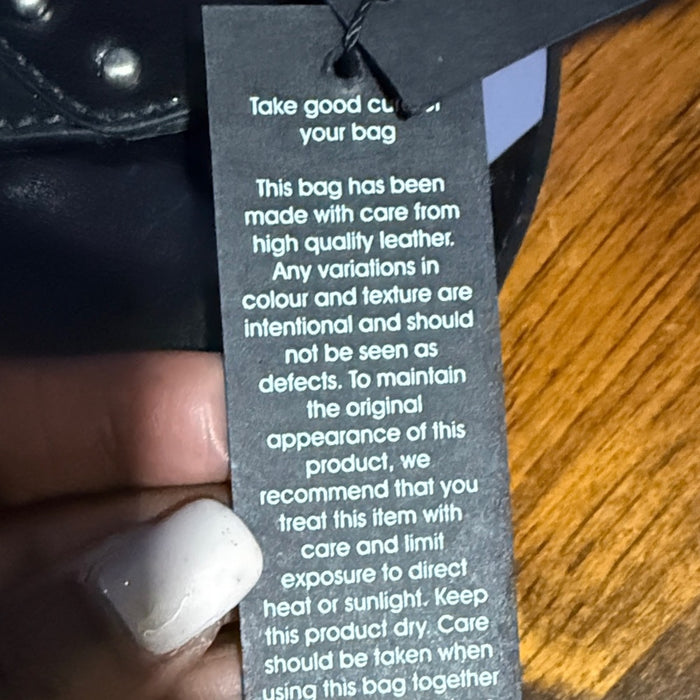 Take good
your bag
This bag has been
made with care from
high quality leather.
Any variations in
colour and texture are
intentional and should
not be seen as
defects. To maintain
the original
appearance of this
product, we
recommend that you
treat this item with
care and limit
exposure to direct
heat or sunlight. Keep
this product dry. Care
should be taken when
using this bag together